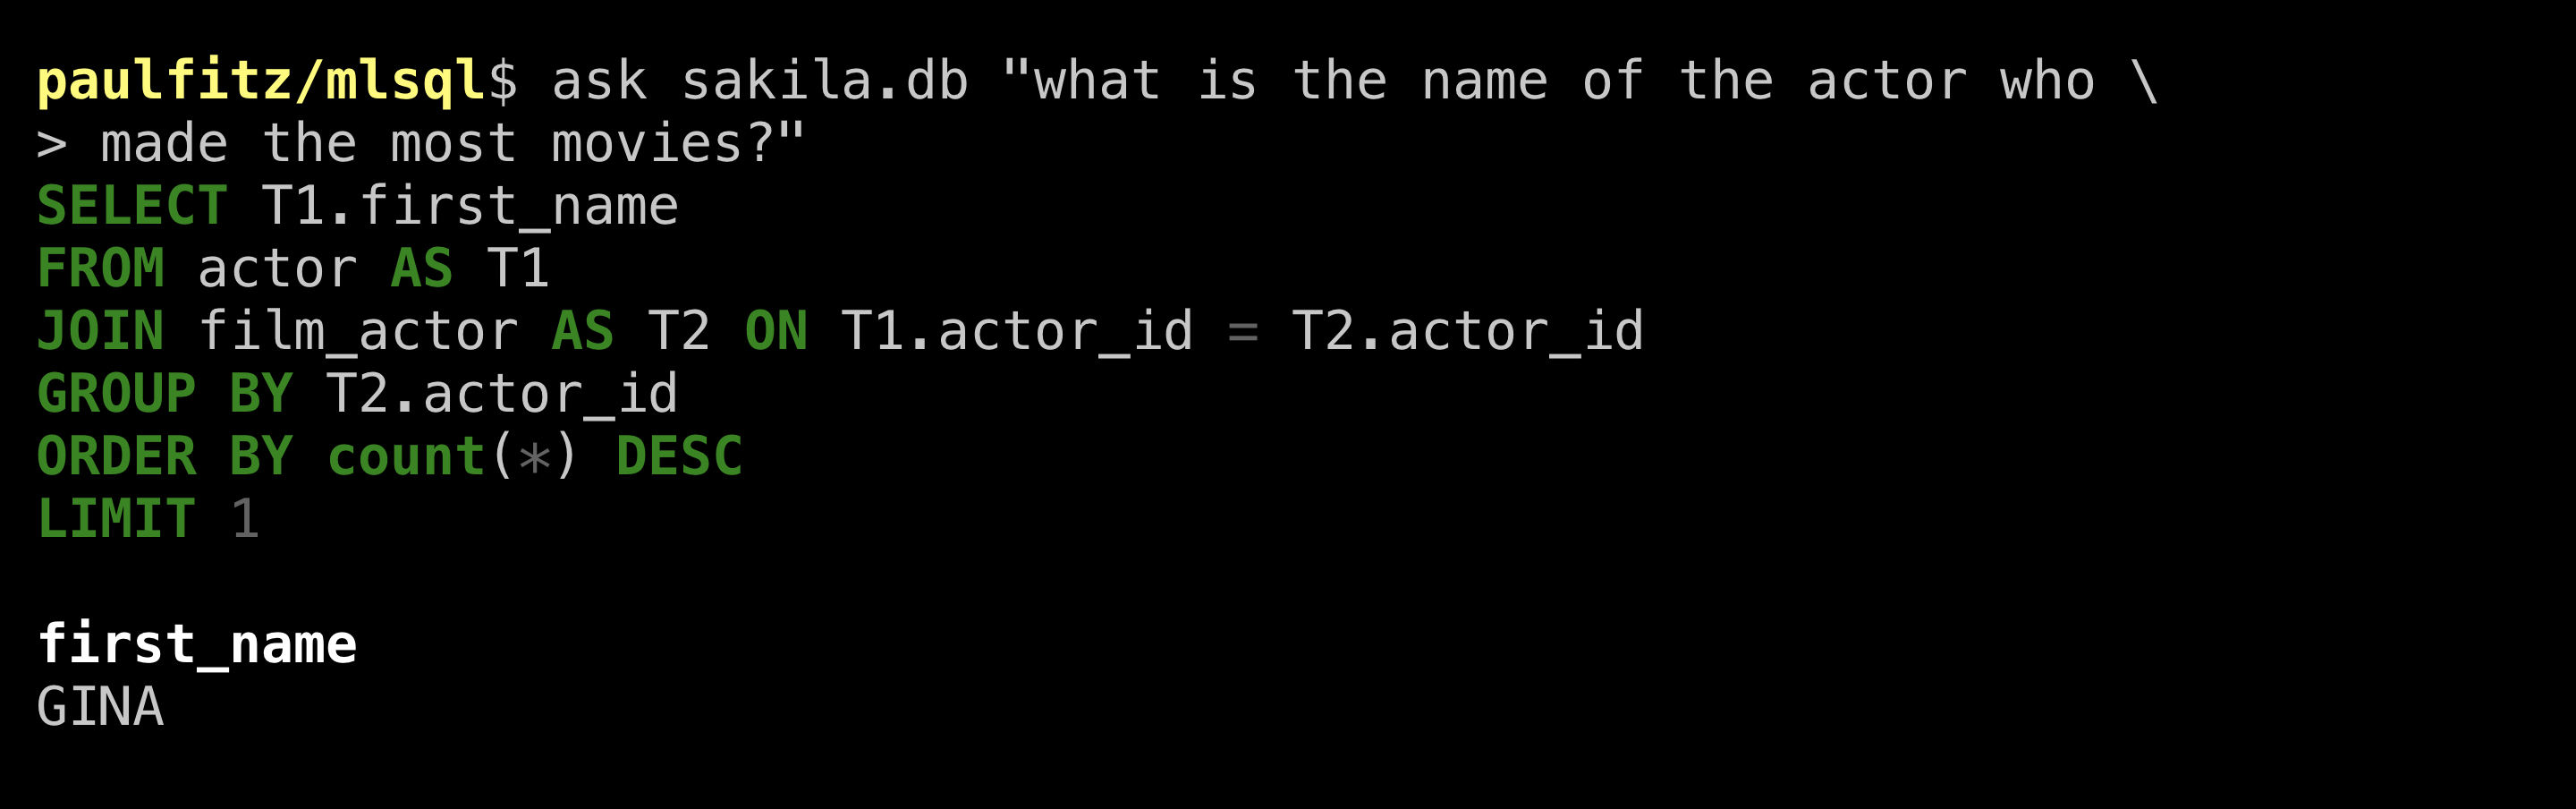 paulfitz/mlsql$ ask sakila.db "what is the name of the actor who \
> made the most movies?"
SELECT T1.first_name
FROM actor AS T1
JOIN film_actor AS T2 ON T1.actor_id = T2.actor_id
GROUP BY T2.actor_id
ORDER BY count(*) DESC
LIMIT 1
first_name
GINA